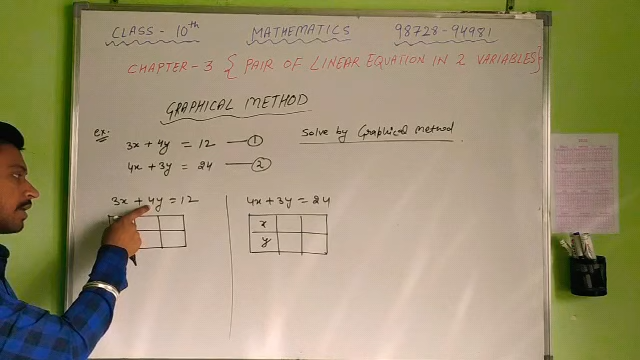 CLASS - 10th MATHEMATICS 98728-94981
CHAPTER-3 { PAIR OF LINEAR EQUATION IN 2 VARIABLES}
GRAPHICAL METHOD
ex. Solve by Graphical Method.
3x + 4y = 12 — 1
4x + 3y = 24 — 2
3x + 4y = 12 4x + 3y = 24
x
y